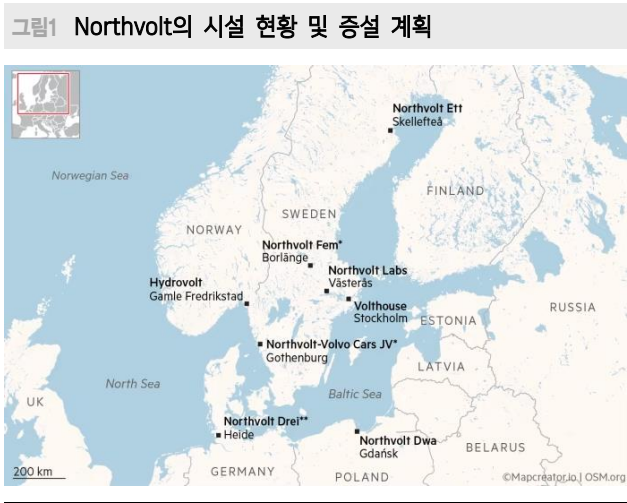 그림1 Northvolt의 시설 현황 및 증설 계획
Northvolt Ett
Skellefteå
Norwegian Sea
FINLAND
SWEDEN
NORWAY
Northvolt Fem*
Borlänge
Northvolt Labs
Västerås
Hydrovolt
Gamle Fredrikstad
Volthouse
Stockholm
RUSSIA
ESTONIA
Northvolt-Volvo Cars JV*
Gothenburg
LATVIA
North Sea
Baltic Sea
UK
Northvolt Drei**
Heide
Northvolt Dwa
Gdańsk
BELARUS
200 km
GERMANY
POLAND
©Mapcreator.io | OSM.org